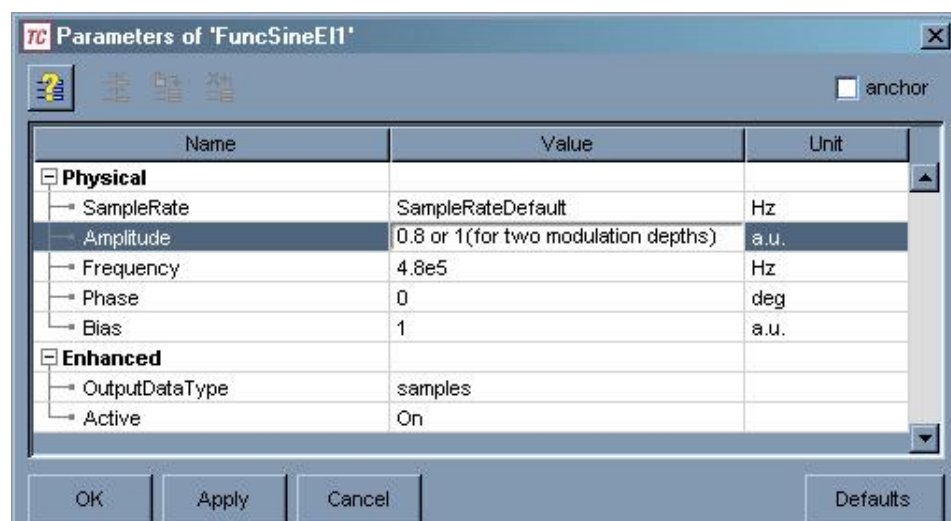 TC Parameters of 'FuncSineEl1'
anchor
Name Value Unit
Physical
SampleRate SampleRateDefault Hz
Amplitude 0.8 or 1(for two modulation depths) a.u.
Frequency 4.8e5 Hz
Phase 0 deg
Bias 1 a.u.
Enhanced
OutputDataType samples
Active On
OK Apply Cancel Defaults